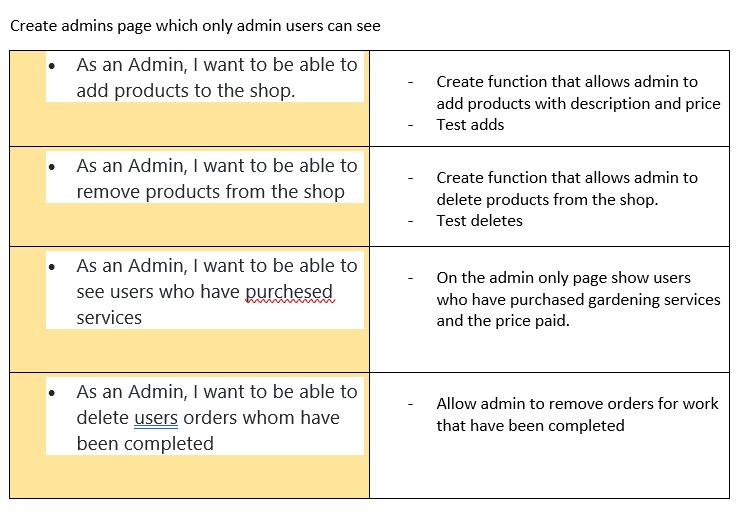 Create admins page which only admin users can see
• As an Admin, I want to be able to
add products to the shop.
- Create function that allows admin to
add products with description and price
- Test adds
• As an Admin, I want to be able to
remove products from the shop
- Create function that allows admin to
delete products from the shop.
- Test deletes
• As an Admin, I want to be able to
see users who have purchesed
services
- On the admin only page show users
who have purchased gardening services
and the price paid.
• As an Admin, I want to be able to
delete users orders whom have
been completed
- Allow admin to remove orders for work
that have been completed